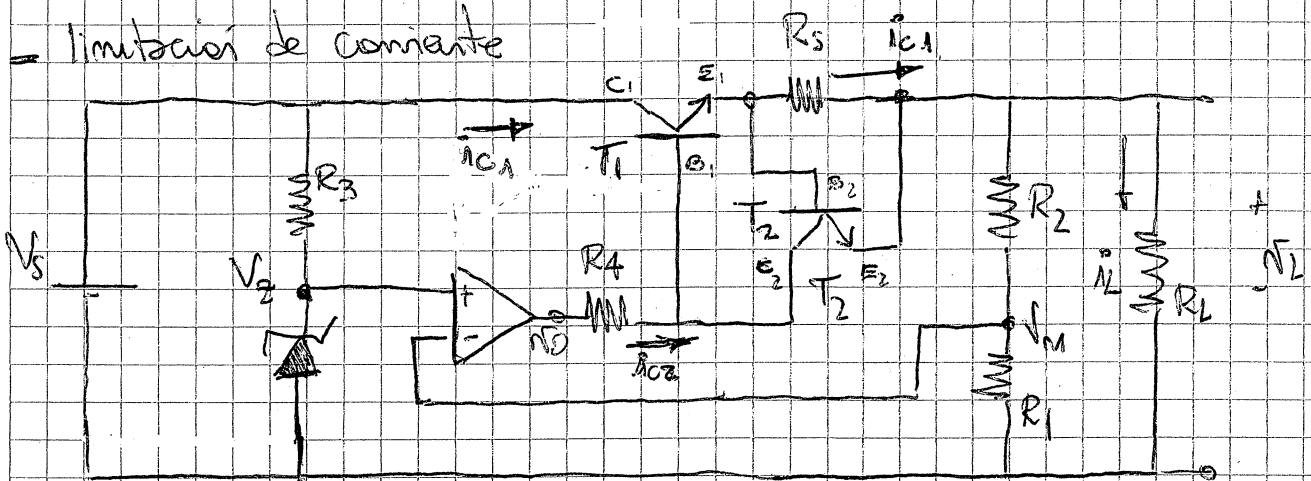 - limitación de corriente
Rs
ic1
C1
E1
ic1
T1
B1
R3
B2
T2
R2
Vs
Vz
R4
E2
T2
E2
iL
RL
+
vL
+
-
vo
ic2
VM
R1
-